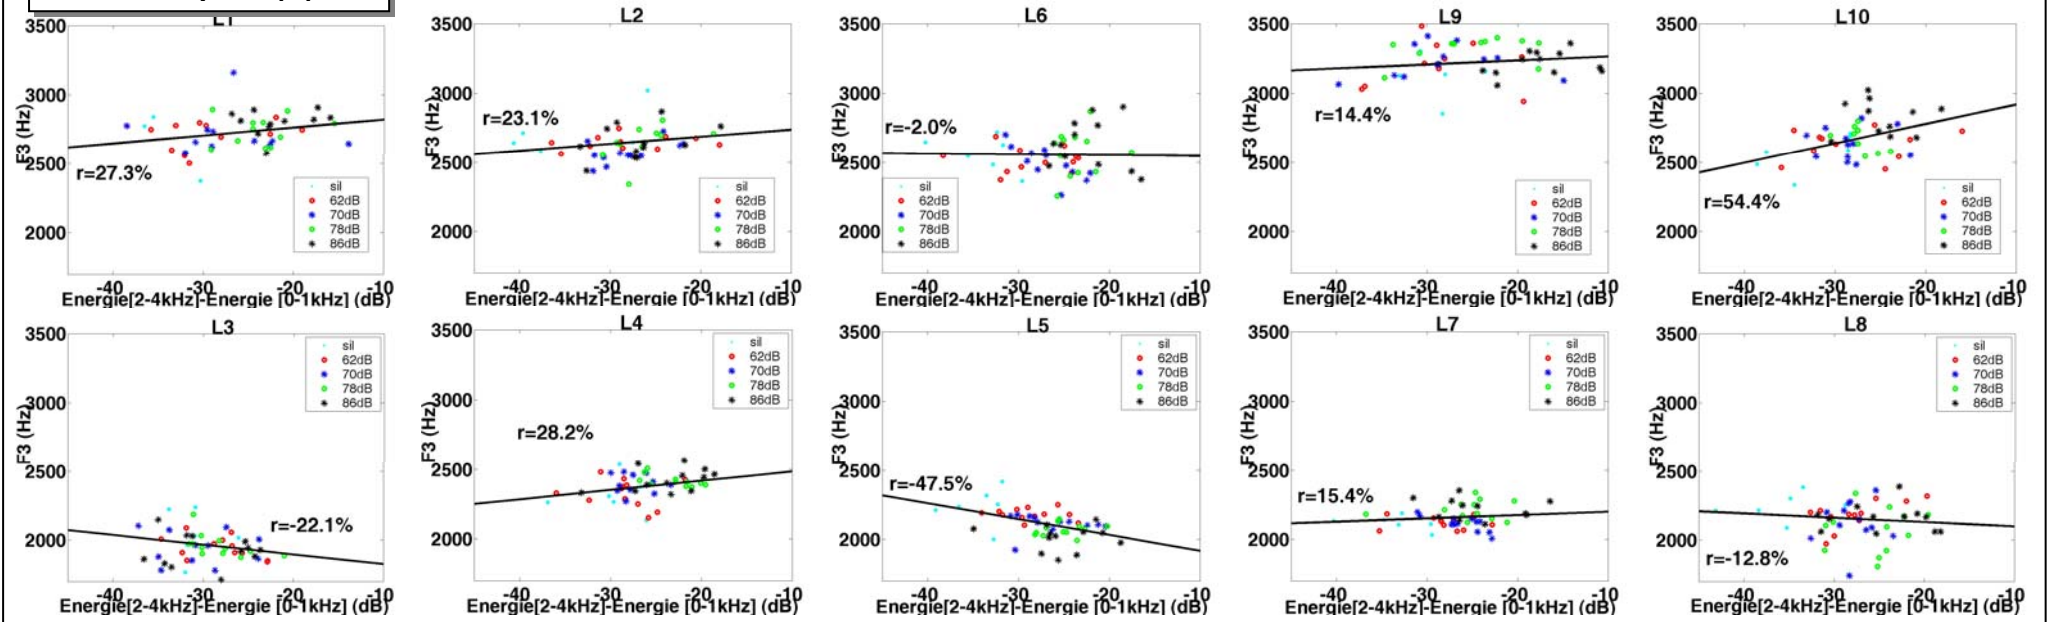 L1
3500
3000
2500
2000
F3 (Hz)
r=27.3%
sil
62dB
70dB
78dB
86dB
-40 -30 -20 -10
Energie[2-4kHz]-Energie [0-1kHz] (dB)
L2
3500
3000
2500
2000
F3 (Hz)
r=23.1%
sil
62dB
70dB
78dB
86dB
-40 -30 -20 -10
Energie[2-4kHz]-Energie [0-1kHz] (dB)
L6
3500
3000
2500
2000
F3 (Hz)
r=-2.0%
sil
62dB
70dB
78dB
86dB
-40 -30 -20 -10
Energie[2-4kHz]-Energie [0-1kHz] (dB)
L9
3500
3000
2500
2000
F3 (Hz)
r=14.4%
sil
62dB
70dB
78dB
86dB
-40 -30 -20 -10
Energie[2-4kHz]-Energie [0-1kHz] (dB)
L10
3500
3000
2500
2000
F3 (Hz)
r=54.4%
sil
62dB
70dB
78dB
86dB
-40 -30 -20 -10
Energie[2-4kHz]-Energie [0-1kHz] (dB)
L3
3500
3000
2500
2000
F3 (Hz)
r=-22.1%
sil
62dB
70dB
78dB
86dB
-40 -30 -20 -10
Energie[2-4kHz]-Energie [0-1kHz] (dB)
L4
3500
3000
2500
2000
F3 (Hz)
r=28.2%
sil
62dB
70dB
78dB
86dB
-40 -30 -20 -10
Energie[2-4kHz]-Energie [0-1kHz] (dB)
L5
3500
3000
2500
2000
F3 (Hz)
r=-47.5%
sil
62dB
70dB
78dB
86dB
-40 -30 -20 -10
Energie[2-4kHz]-Energie [0-1kHz] (dB)
L7
3500
3000
2500
2000
F3 (Hz)
r=15.4%
sil
62dB
70dB
78dB
86dB
-40 -30 -20 -10
Energie[2-4kHz]-Energie [0-1kHz] (dB)
L8
3500
3000
2500
2000
F3 (Hz)
r=-12.8%
sil
62dB
70dB
78dB
86dB
-40 -30 -20 -10
Energie[2-4kHz]-Energie [0-1kHz] (dB)